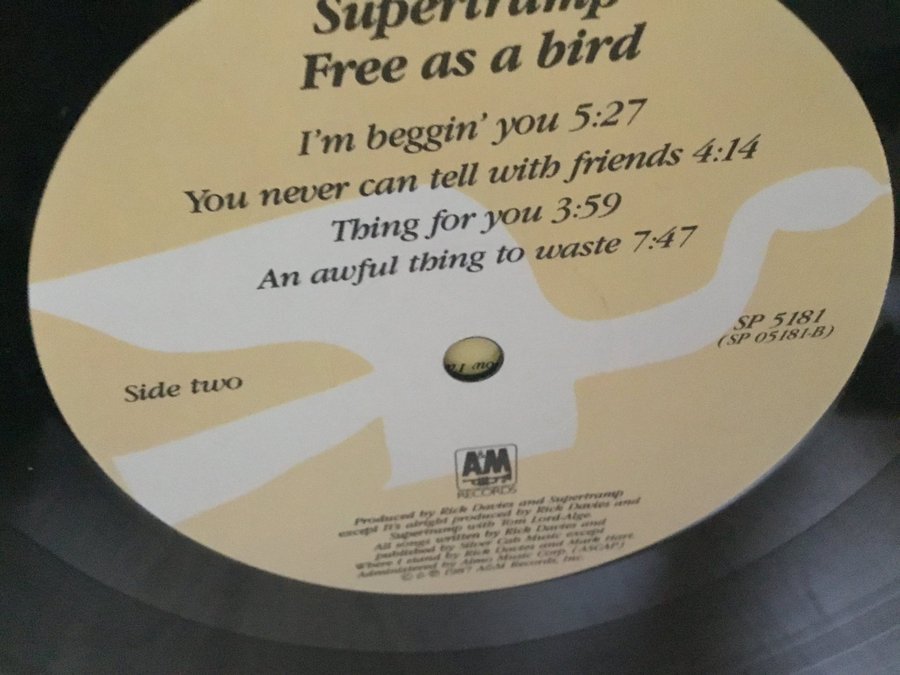 Supertramp
Free as a bird
I'm beggin' you 5:27
You never can tell with friends 4:14
Thing for you 3:59
An awful thing to waste 7:47
SP 5181
(SP 05181-B)
Side two
A&M
RECORDS
Produced by Rick Davies and Supertramp
except It's alright produced by Rick Davies and
Supertramp with Tom Lord-Alge.
All songs written by Rick Davies and
published by Silver Cab Music except
Where I stand by Rick Davies and Mark Hart.
Administered by Almo Music Corp. (ASCAP)
© & ℗ 1987 A&M Records, Inc.